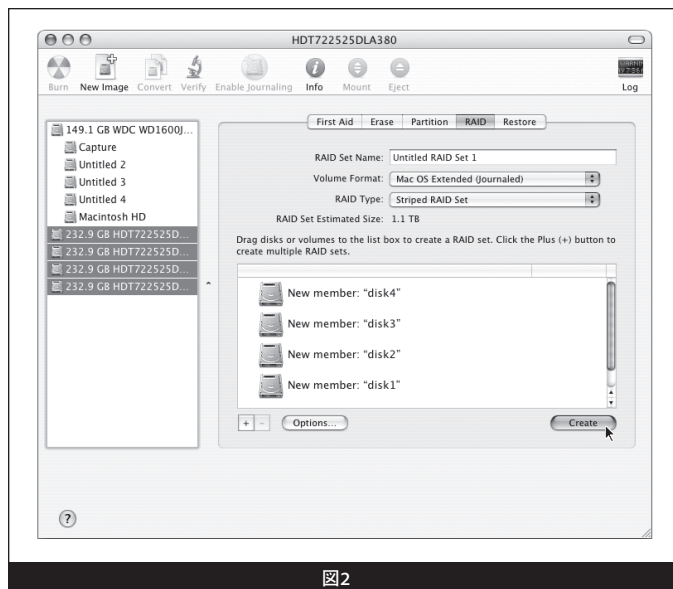 HDT722525DLA380
Burn New Image Convert Verify Enable Journaling Info Mount Eject Log
149.1 GB WDC WD1600J...
Capture
Untitled 2
Untitled 3
Untitled 4
Macintosh HD
232.9 GB HDT722525D...
232.9 GB HDT722525D...
232.9 GB HDT722525D...
232.9 GB HDT722525D...
First Aid Erase Partition RAID Restore
RAID Set Name: Untitled RAID Set 1
Volume Format: Mac OS Extended (Journaled)
RAID Type: Striped RAID Set
RAID Set Estimated Size: 1.1 TB
Drag disks or volumes to the list box to create a RAID set. Click the Plus (+) button to
create multiple RAID sets.
New member: “disk4”
New member: “disk3”
New member: “disk2”
New member: “disk1”
+ - Options... Create
?
図2